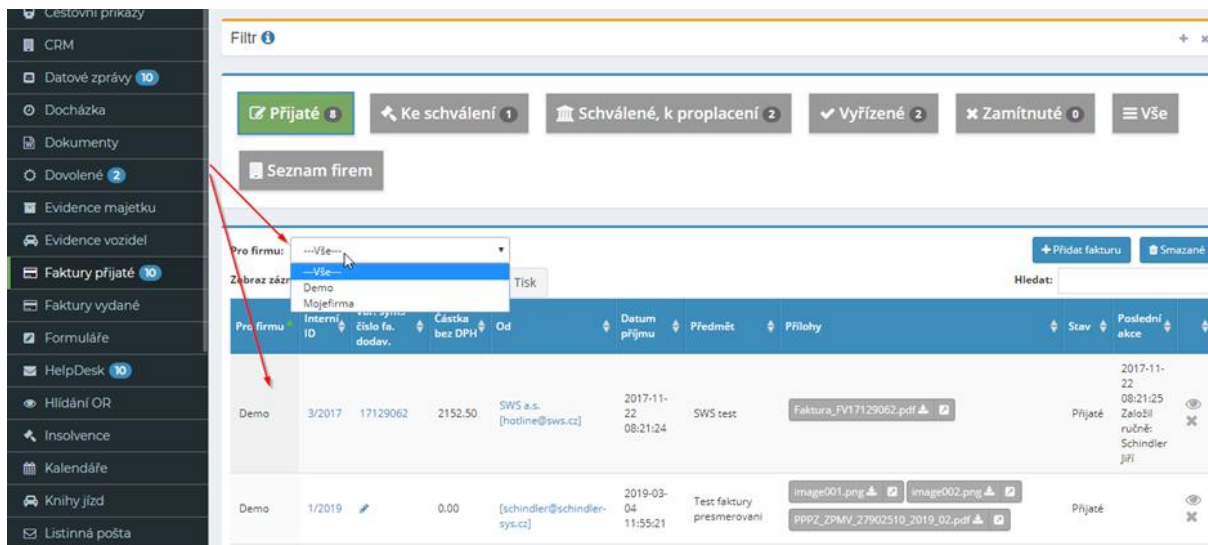 Cestovní příkazy
CRM
Datové zprávy 10
Docházka
Dokumenty
Dovolené 2
Evidence majetku
Evidence vozidel
Faktury přijaté 10
Faktury vydané
Formuláře
HelpDesk 10
Hlídání OR
Insolvence
Kalendáře
Knihy jízd
Listinná pošta
Filtr
Přijaté 8
Ke schválení 1
Schválené, k proplacení 2
Vyřízené 2
Zamítnuté 0
Vše
Seznam firem
Pro firmu: ---Vše---
---Vše---
Demo
Mojefirma
Přidat fakturu
Smazané
Tisk
Hledat:
Pro firmu
Interní
ID
číslo fa.
dodav.
Částka
bez DPH
Od
Datum
příjmu
Předmět
Přílohy
Stav
Poslední
akce
Demo
3/2017
17129062
2152.50
SWS a.s.
[hotline@sws.cz]
2017-11-
22
08:21:24
SWS test
Faktura_FV17129062.pdf
Přijaté
2017-11-
22
08:21:25
Založil
ručně:
Schindler
Jiří
Demo
1/2019
0.00
[schindler@schindler-
sys.cz]
2019-03-
04
11:55:21
Test faktury
presmerovani
image001.png
image002.png
PPPZ_ZPMV_27902510_2019_02.pdf
Přijaté